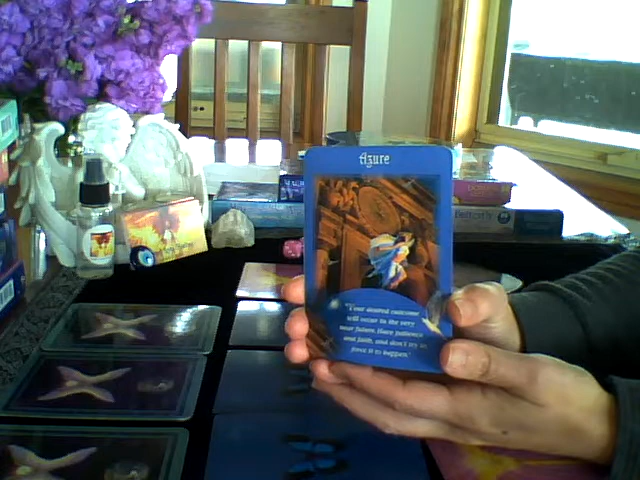 Azure
"Your desired outcome
will occur in the very
near future. Have patience
and faith, and don't try to
force it to happen."
Butterfly